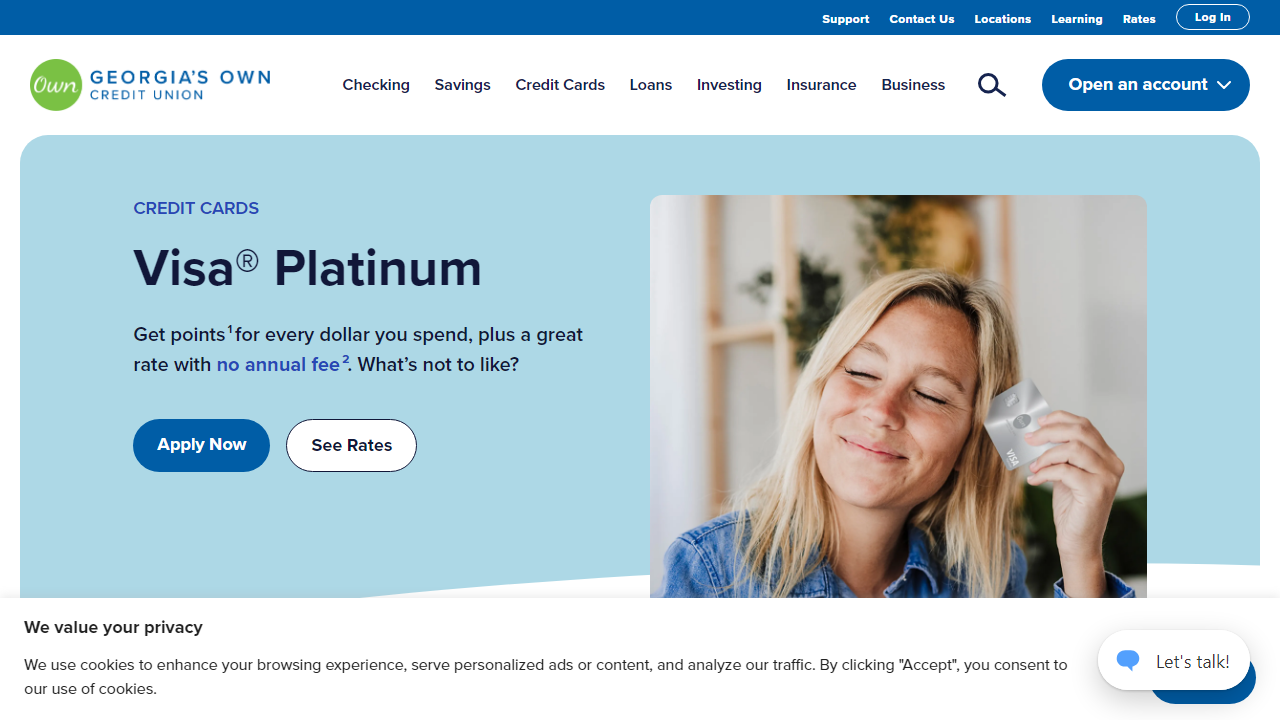 Support Contact Us Locations Learning Rates Log In
Own GEORGIA'S OWN
CREDIT UNION
Checking Savings Credit Cards Loans Investing Insurance Business Open an account
CREDIT CARDS
Visa® Platinum
Get points¹ for every dollar you spend, plus a great
rate with no annual fee². What's not to like?
Apply Now See Rates
VISA
We value your privacy
We use cookies to enhance your browsing experience, serve personalized ads or content, and analyze our traffic. By clicking "Accept", you consent to
our use of cookies.
Let's talk!